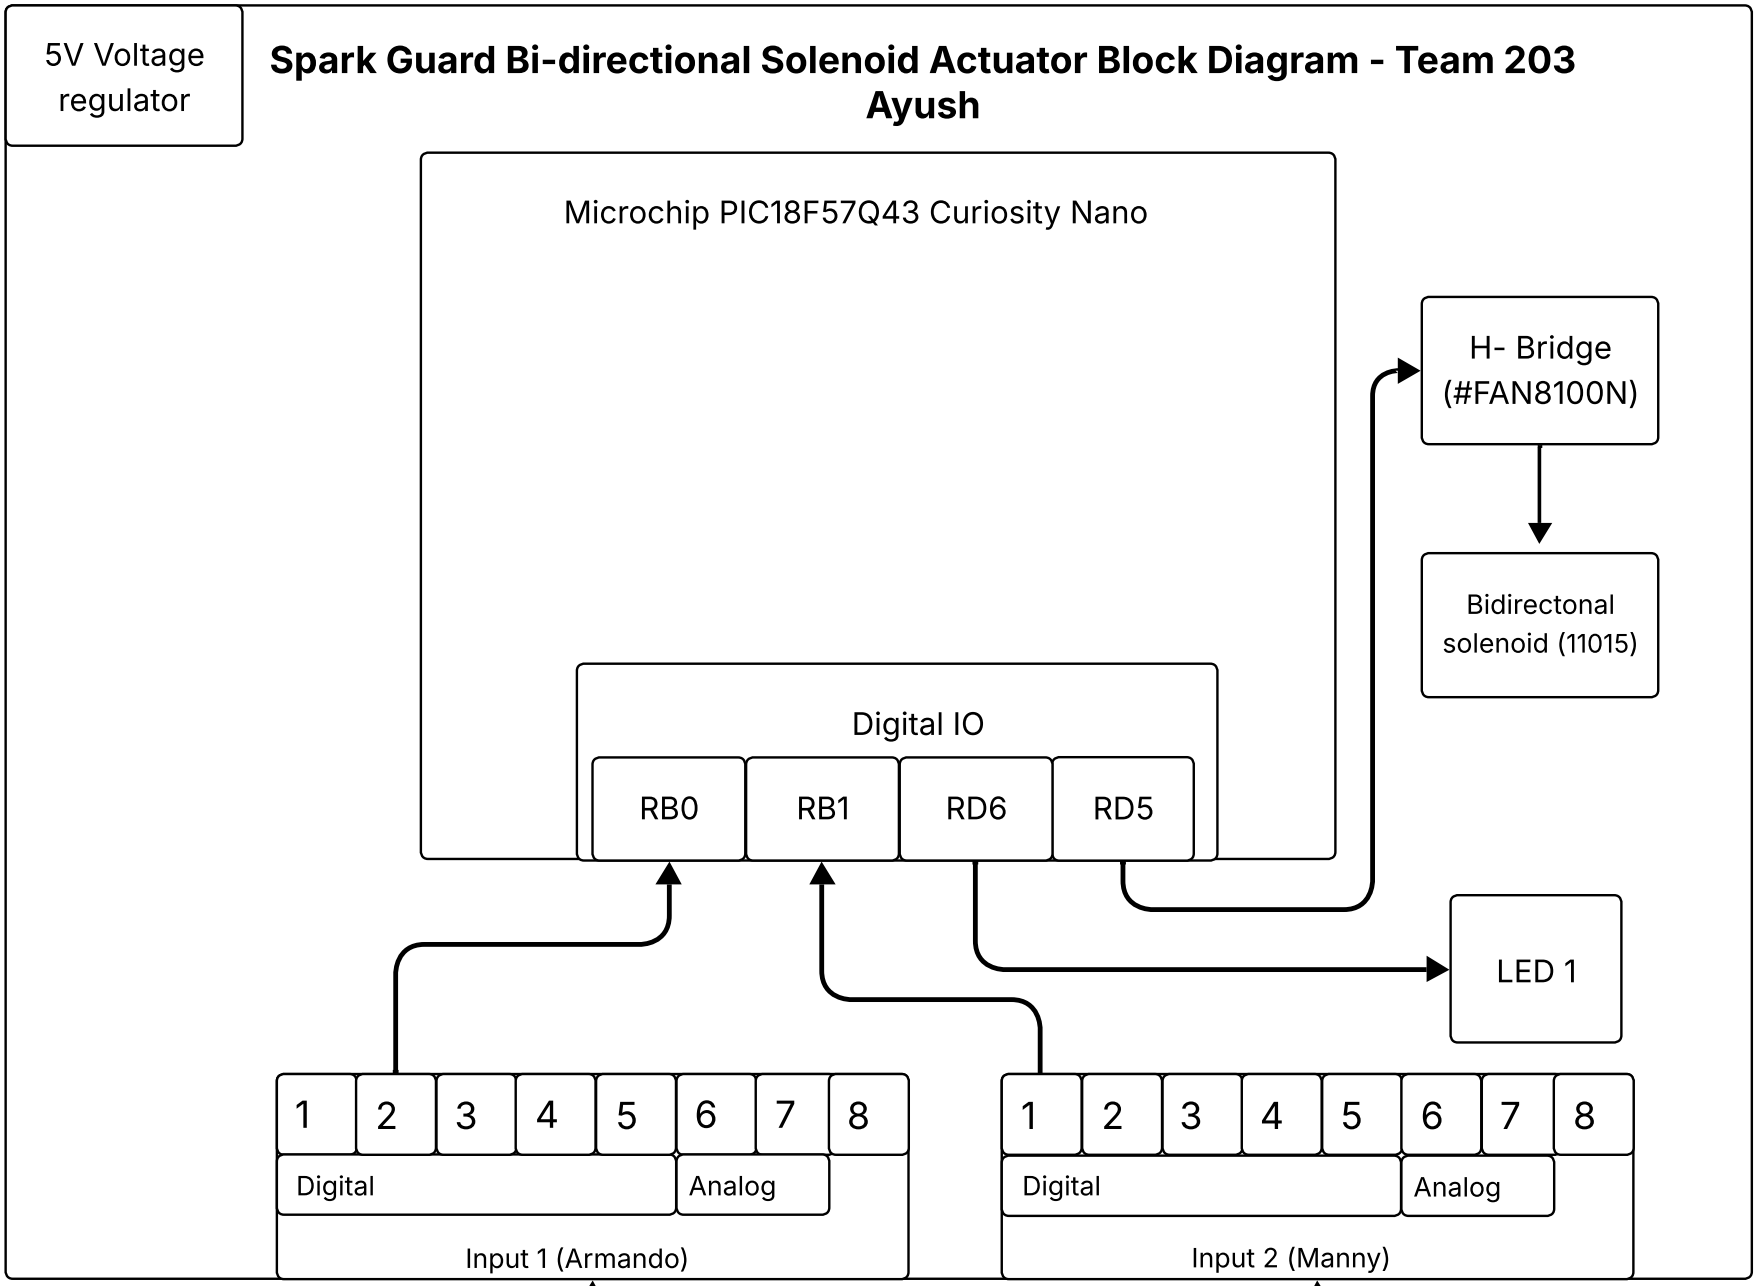 5V Voltage
regulator
Spark Guard Bi-directional Solenoid Actuator Block Diagram - Team 203
Ayush
Microchip PIC18F57Q43 Curiosity Nano
H- Bridge
(#FAN8100N)
Bidirectonal
solenoid (11015)
Digital IO
RB0
RB1
RD6
RD5
LED 1
1 2 3 4 5 6 7 8
Digital
Analog
Input 1 (Armando)
1 2 3 4 5 6 7 8
Digital
Analog
Input 2 (Manny)